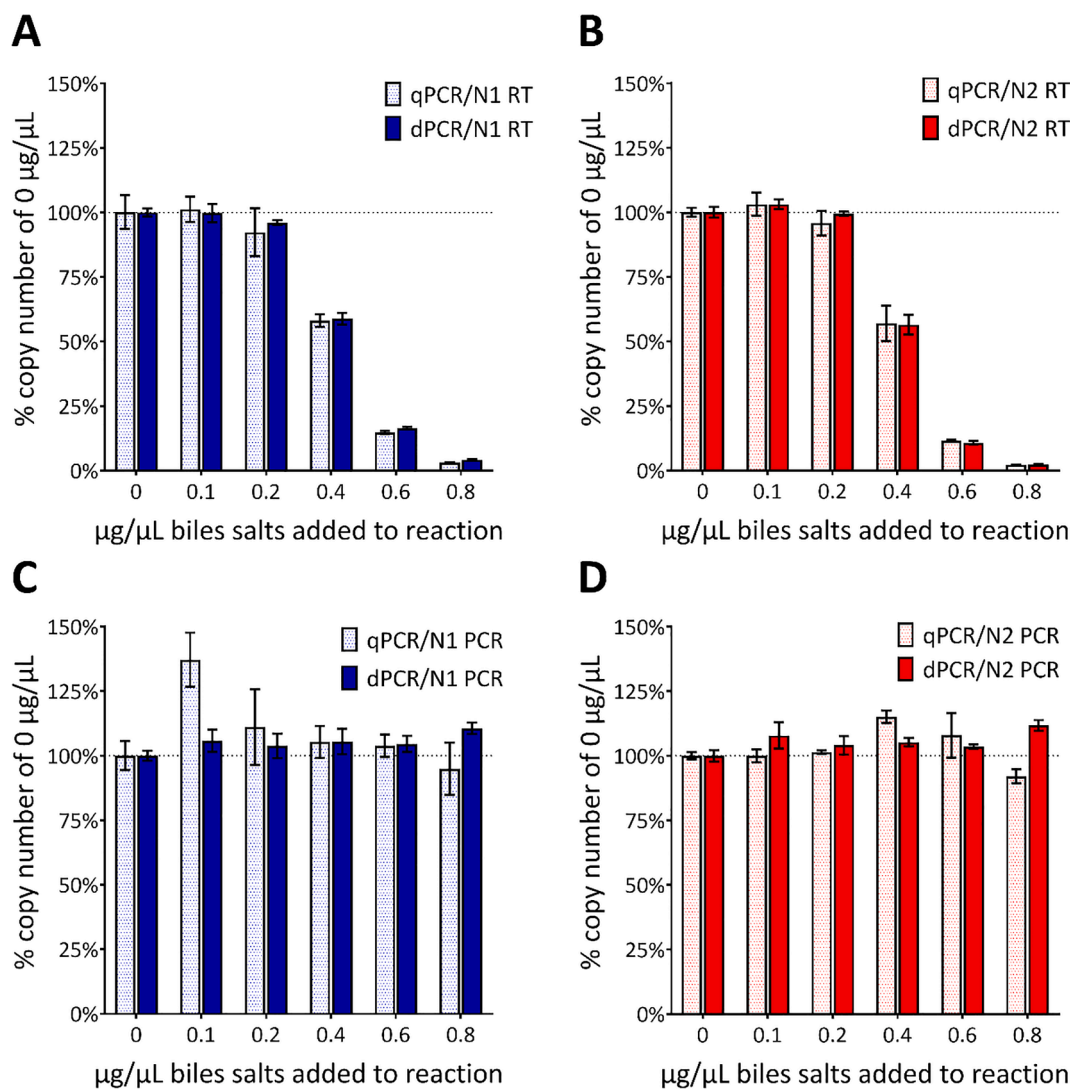 A
150%
125%
100%
75%
50%
25%
0%
% copy number of 0 µg/µL
qPCR/N1 RT
dPCR/N1 RT
0 0.1 0.2 0.4 0.6 0.8
µg/µL biles salts added to reaction
B
150%
125%
100%
75%
50%
25%
0%
% copy number of 0 µg/µL
qPCR/N2 RT
dPCR/N2 RT
0 0.1 0.2 0.4 0.6 0.8
µg/µL biles salts added to reaction
C
150%
125%
100%
75%
50%
25%
0%
% copy number of 0 µg/µL
qPCR/N1 PCR
dPCR/N1 PCR
0 0.1 0.2 0.4 0.6 0.8
µg/µL biles salts added to reaction
D
150%
125%
100%
75%
50%
25%
0%
% copy number of 0 µg/µL
qPCR/N2 PCR
dPCR/N2 PCR
0 0.1 0.2 0.4 0.6 0.8
µg/µL biles salts added to reaction